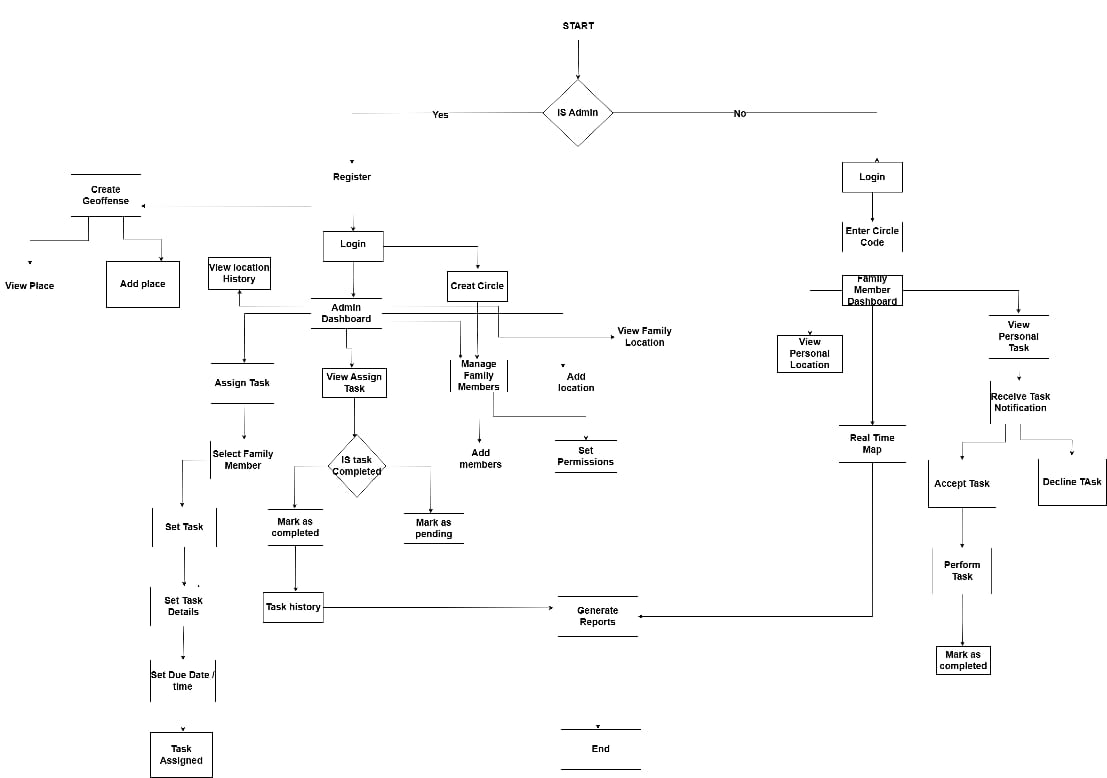 START
IS Admin
Yes
No
Register
Login
Create
Geoffense
Enter Circle
Code
Login
View location
History
Creat Circle
View Place
Add place
Family
Member
Dashboard
Admin
Dashboard
View Family
Location
View
Personal
Task
View
Personal
Location
Assign Task
View Assign
Task
Manage
Family
Members
Add
location
Receive Task
Notification
Select Family
Member
IS task
Completed
Add
members
Set
Permissions
Real Time
Map
Accept Task
Decline TAsk
Set Task
Mark as
completed
Mark as
pending
Perform
Task
Set Task
Details
Task history
Generate
Reports
Mark as
completed
Set Due Date /
time
Task
Assigned
End